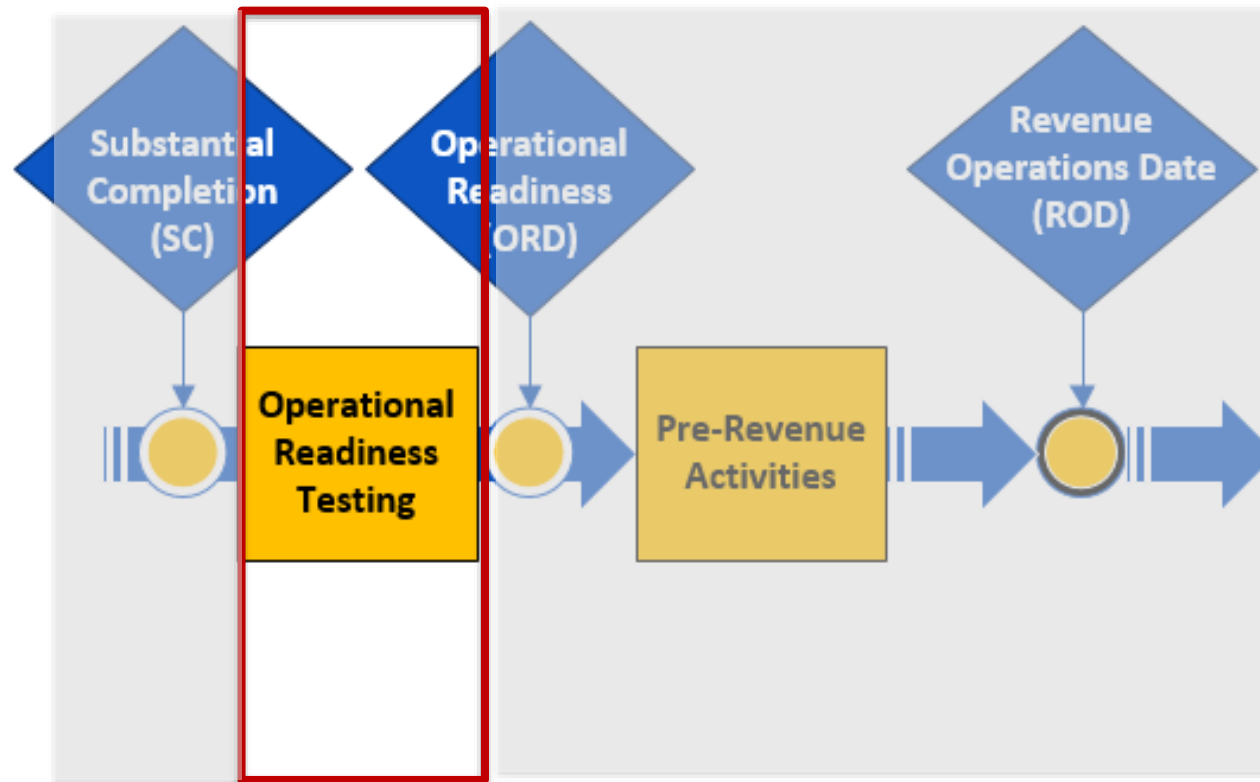 Substantial
Completion
(SC)
Operational
Readiness
(ORD)
Revenue
Operations Date
(ROD)
Operational
Readiness
Testing
Pre-Revenue
Activities